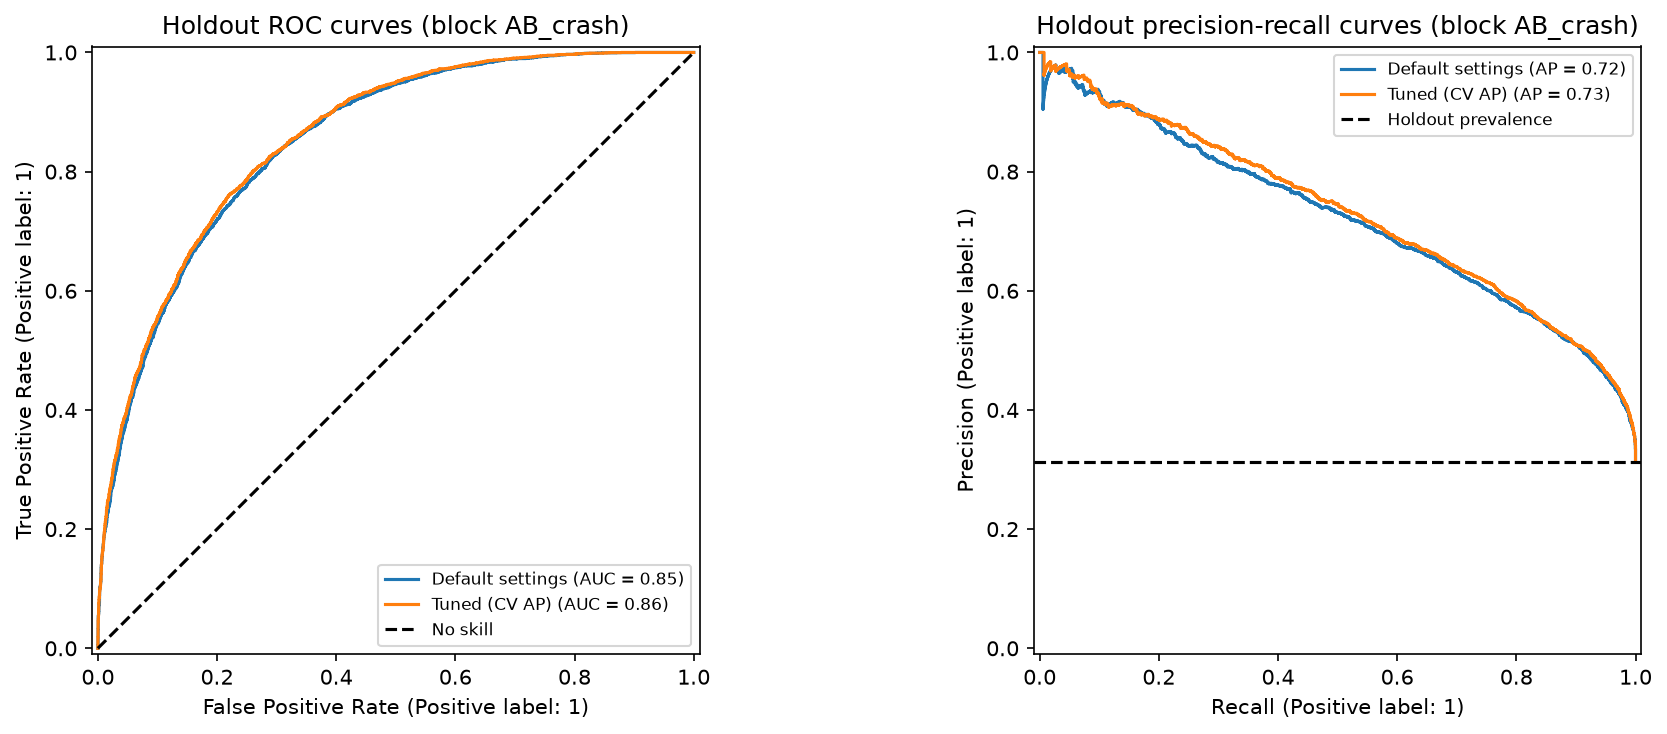 Holdout ROC curves (block AB_crash)
1.0
0.8
0.6
0.4
0.2
0.0
True Positive Rate (Positive label: 1)
Default settings (AUC = 0.85)
Tuned (CV AP) (AUC = 0.86)
No skill
0.0 0.2 0.4 0.6 0.8 1.0
False Positive Rate (Positive label: 1)
Holdout precision-recall curves (block AB_crash)
1.0
0.8
0.6
0.4
0.2
0.0
Precision (Positive label: 1)
Default settings (AP = 0.72)
Tuned (CV AP) (AP = 0.73)
Holdout prevalence
0.0 0.2 0.4 0.6 0.8 1.0
Recall (Positive label: 1)